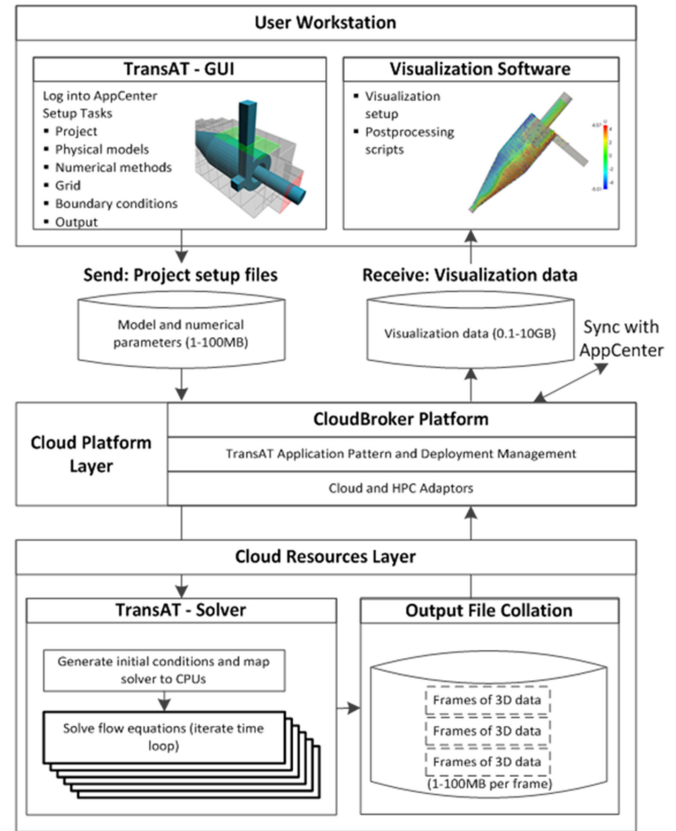 User Workstation
TransAT - GUI
Log into AppCenter
Setup Tasks
▪ Project
▪ Physical models
▪ Numerical methods
▪ Grid
▪ Boundary conditions
▪ Output
Visualization Software
▪ Visualization
setup
▪ Postprocessing
scripts
Send: Project setup files
Receive: Visualization data
Model and numerical
parameters (1-100MB)
Visualization data (0.1-10GB)
Sync with
AppCenter
Cloud Platform
Layer
CloudBroker Platform
TransAT Application Pattern and Deployment Management
Cloud and HPC Adaptors
Cloud Resources Layer
TransAT - Solver
Generate initial conditions and map
solver to CPUs
Solve flow equations (iterate time
loop)
Output File Collation
Frames of 3D data
Frames of 3D data
Frames of 3D data
(1-100MB per frame)